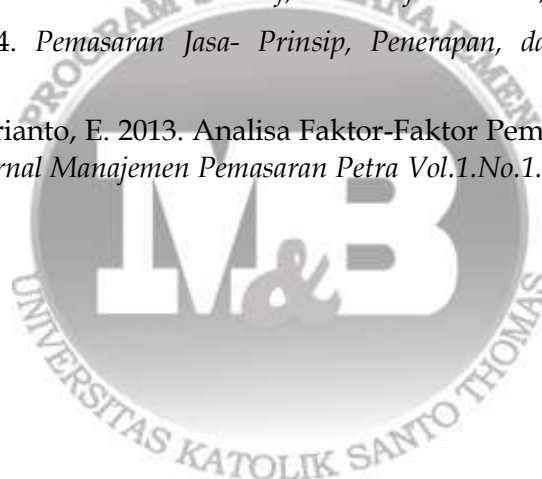 4. Pemasaran Jasa- Prinsip, Penerapan, da
rianto, E. 2013. Analisa Faktor-Faktor Pem
rnal Manajemen Pemasaran Petra Vol.1.No.1.
PROGRAM
M&B
UNIVERSITAS KATOLIK SANTO THOMAS